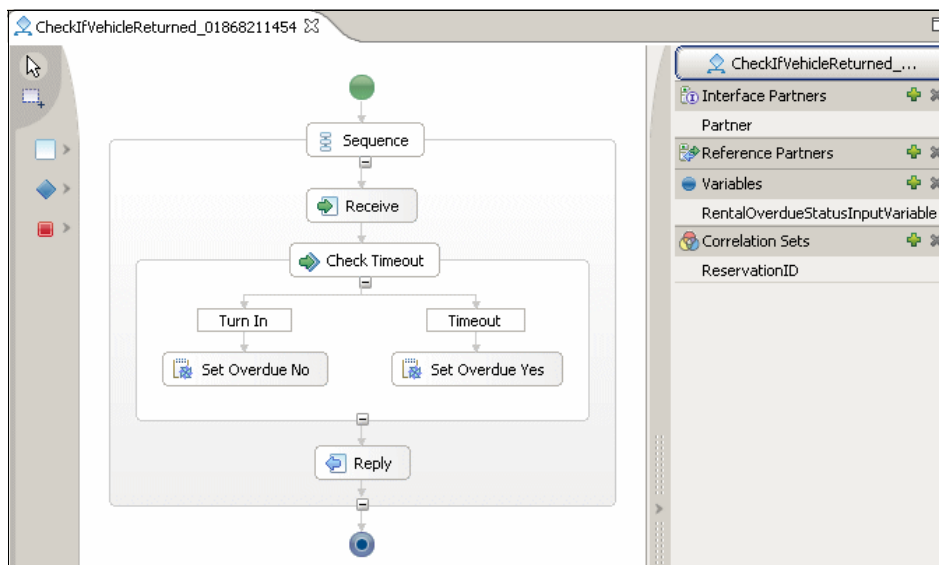 CheckIfVehicleReturned_01868211454
CheckIfVehicleReturned_...
Interface Partners
Partner
Reference Partners
Variables
RentalOverdueStatusInputVariable
Correlation Sets
ReservationID
Sequence
Receive
Check Timeout
Turn In
Timeout
Set Overdue No
Set Overdue Yes
Reply